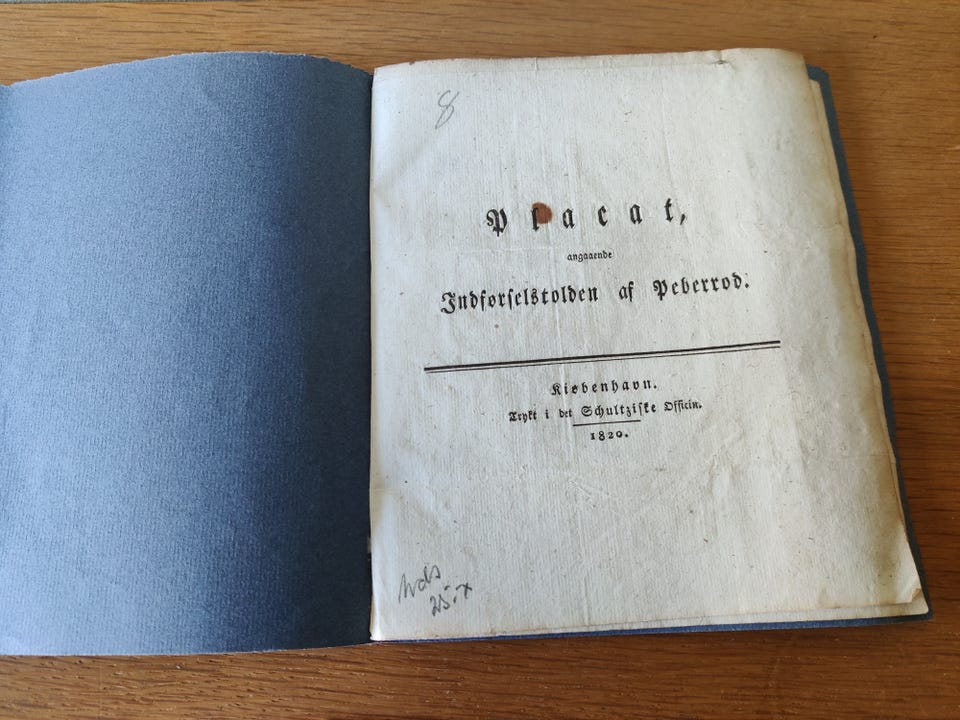 8
Placat,
angaaende
Indførselstolden af Peberrod.
Kiøbenhavn.
Trykt i det Schultziske Officin.
1820.